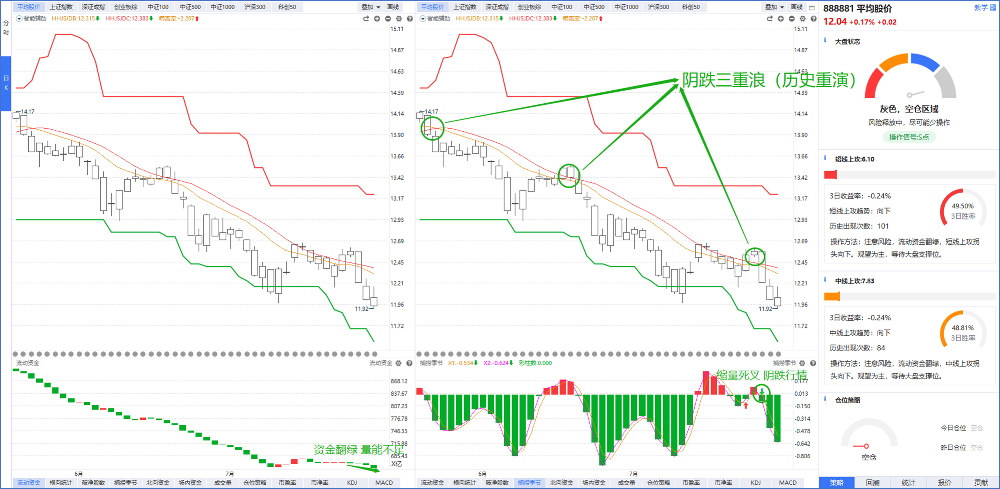 平均股价 上证指数 深证成指 创业板综 中证100 中证500 中证1000 沪深300 科创50 叠加 画线
智能辅助 HHJSJDB:12.315 HHJSJDC:12.383 乖离率:-2.207
分时
日K
15.11
14.87
14.63
14.39
14.14
13.90
13.66
13.42
13.17
12.93
12.69
12.45
12.21
11.96
11.72
←14.17
11.92→
流动资金 流动资金
868.12
837.67
807.23
776.78
746.33
715.88
685.43
X亿
资金翻绿 量能不足
6月 7月
流动资金 横向统计 破净股数 捕捞季节 北向资金 场内资金 成交量 仓位策略 市盈率 市净率 KDJ MACD
平均股价 上证指数 深证成指 创业板综 中证100 中证500 中证1000 沪深300 科创50 叠加 画线
智能辅助 HHJSJDB:12.315 HHJSJDC:12.383 乖离率:-2.207
15.11
14.87
14.63
14.39
14.14
13.90
13.66
13.42
13.17
12.93
12.69
12.45
12.21
11.96
11.72
阴跌三重浪（历史重演）
←14.17
11.92→
捕捞季节 X1:-0.534 X2:-0.624 彩柱数:0.000 捕捞季节
缩量死叉 阴跌行情
0.177
0.013
-0.150
-0.314
-0.478
-0.642
-0.806
6月 7月
流动资金 横向统计 破净股数 捕捞季节 北向资金 场内资金 成交量 仓位策略 市盈率 市净率 KDJ MACD
888881 平均股价 教学
12.04 +0.17% +0.02
大盘状态
灰色，空仓区域
风险释放中，尽可能少操作
操作信号:S点
短线上攻:6.10
3日收益率：-0.24%
短线上攻趋势：向下
历史出现次数：101
49.50%
3日胜率
操作方法：注意风险，流动资金翻绿，短线上攻拐
头向下。观望为主，等待大盘支撑位。
中线上攻:7.83
3日收益率：-0.24%
中线上攻趋势：向下
历史出现次数：84
48.81%
3日胜率
操作方法：注意风险，流动资金翻绿，中线上攻拐
头向下。观望为主，等待大盘支撑位。
仓位策略
空仓
今日仓位 空仓
昨日仓位 空仓
策略 回溯 统计 报价 贡献